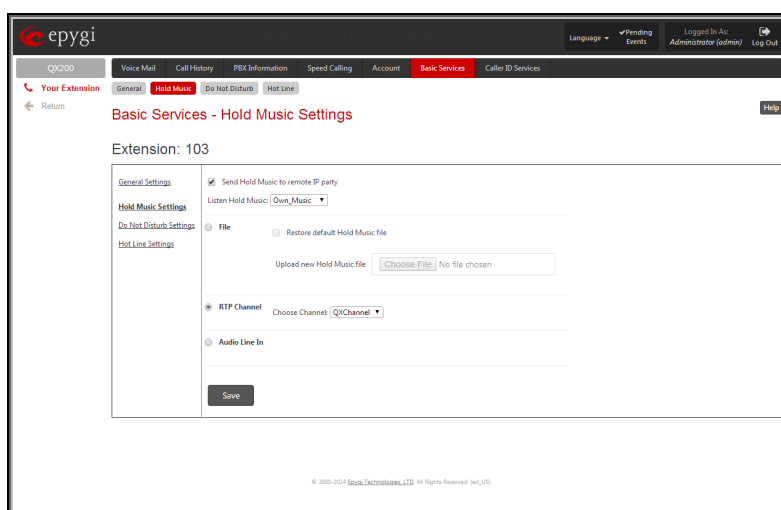 epygi
Language
Pending Events
Logged In As:
Administrator (admin)
Log Out
QX200
Voice Mail
Call History
PBX Information
Speed Calling
Account
Basic Services
Caller ID Services
Your Extension
Return
General
Hold Music
Do Not Disturb
Hot Line
Help
Basic Services - Hold Music Settings
Extension: 103
General Settings
Hold Music Settings
Do Not Disturb Settings
Hot Line Settings
Send Hold Music to remote IP party
Listen Hold Music: Own_Music
File
Restore default Hold Music file
Upload new Hold Music file
Choose File No file chosen
RTP Channel
Choose Channel: QXChannel
Audio Line In
Save
© 2000-2014 Epygi Technologies, LTD. All Rights Reserved. (en_US)